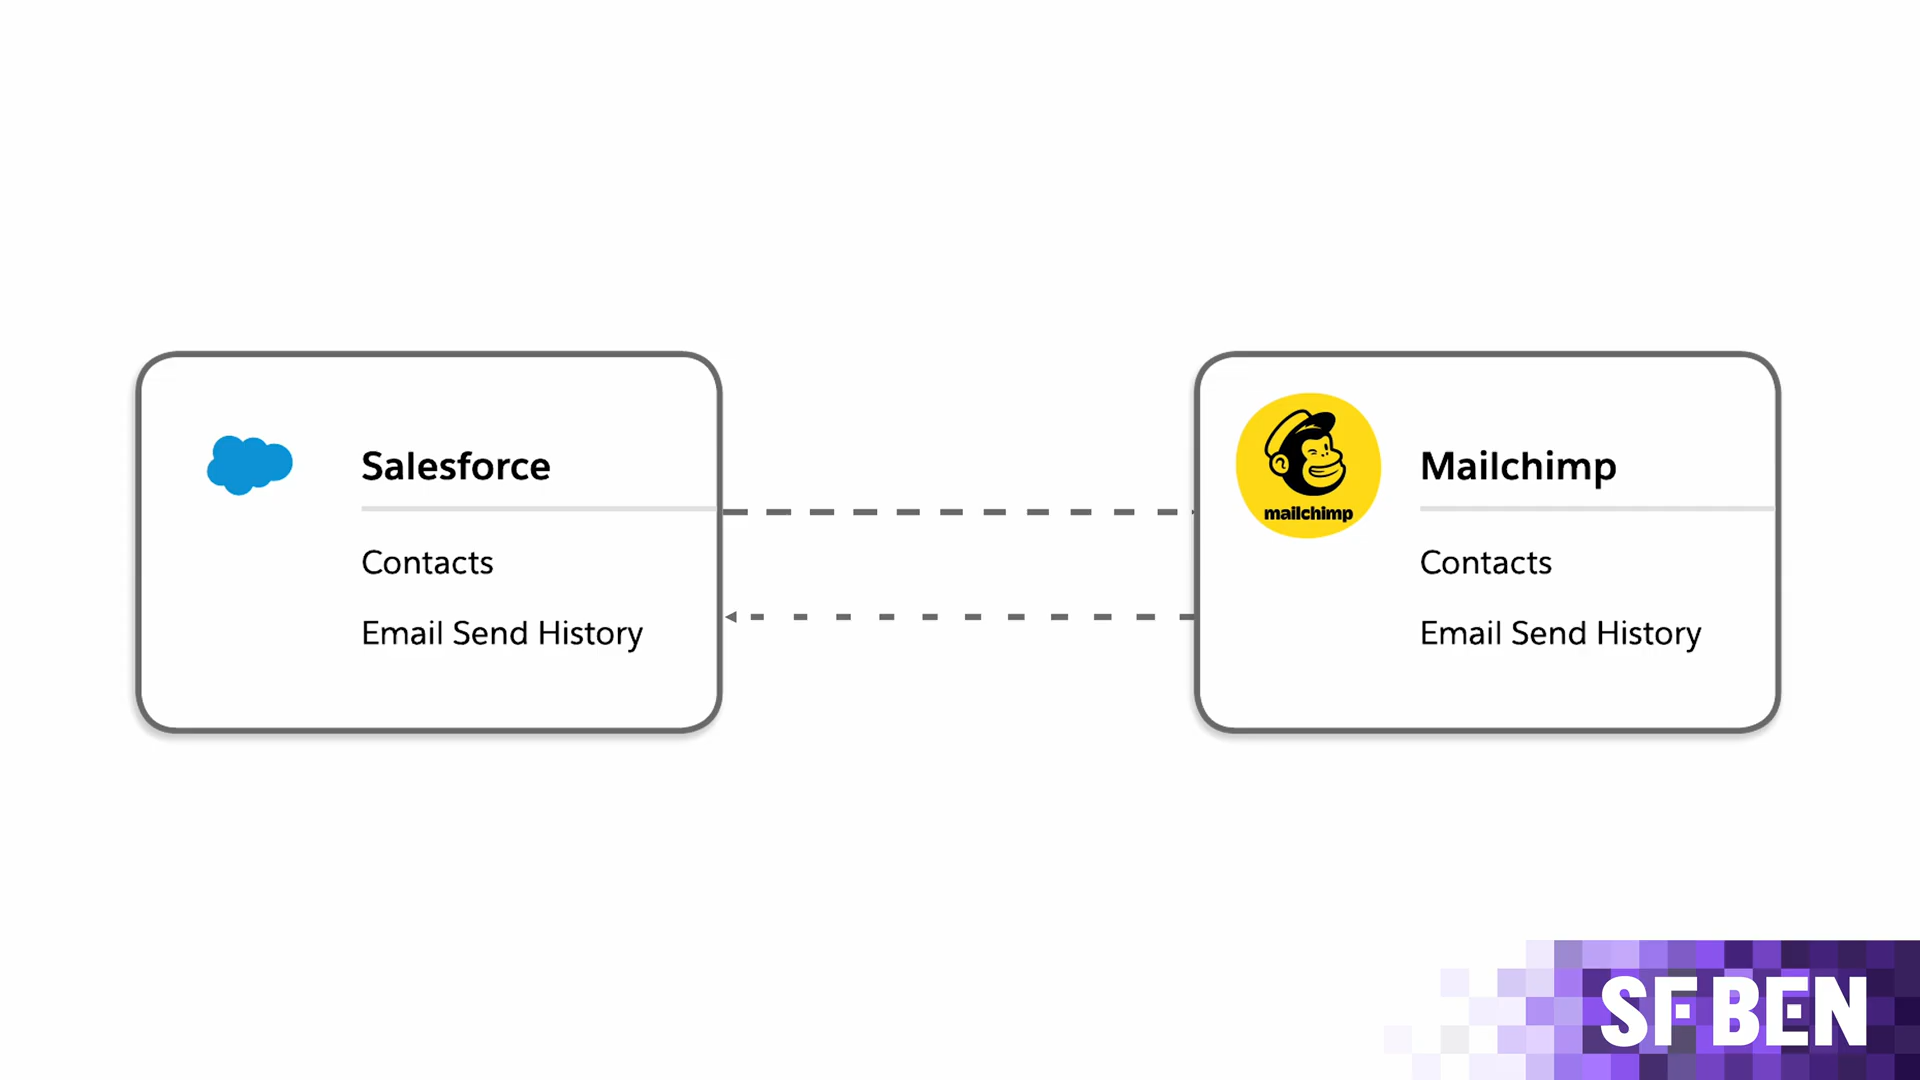 Salesforce
Contacts
Email Send History
mailchimp
Mailchimp
Contacts
Email Send History
SF BEN